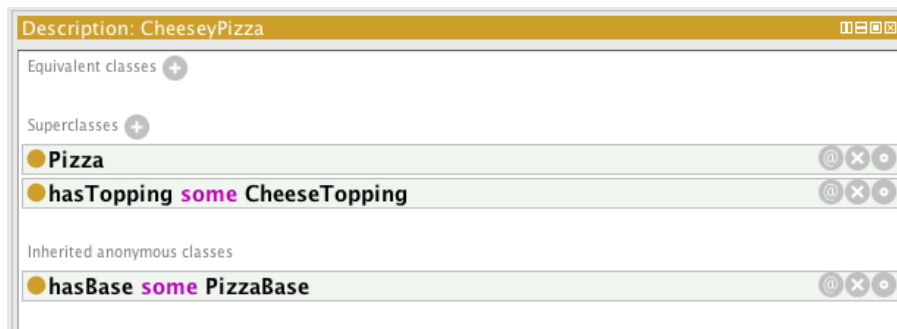 Description: CheeseyPizza
Equivalent classes
Superclasses
Pizza
hasTopping some CheeseTopping
Inherited anonymous classes
hasBase some PizzaBase